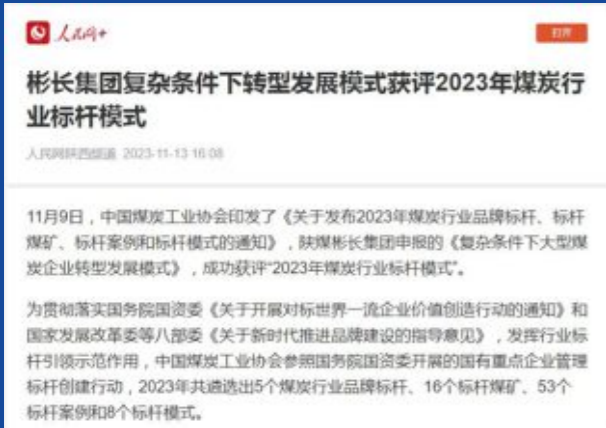 人民网+
打开
彬长集团复杂条件下转型发展模式获评2023年煤炭行
业标杆模式
人民网陕西频道 2023-11-13 16:08
11月9日，中国煤炭工业协会印发了《关于发布2023年煤炭行业品牌标杆、标杆
煤矿、标杆案例和标杆模式的通知》，陕煤彬长集团申报的《复杂条件下大型煤
炭企业转型发展模式》，成功获评“2023年煤炭行业标杆模式”。
为贯彻落实国务院国资委《关于开展对标世界一流企业价值创造行动的通知》和
国家发展改革委等八部委《关于新时代推进品牌建设的指导意见》，发挥行业标
杆引领示范作用，中国煤炭工业协会参照国务院国资委开展的国有重点企业管理
标杆创建行动，2023年共遴选出5个煤炭行业品牌标杆、16个标杆煤矿、53个
标杆案例和8个标杆模式。